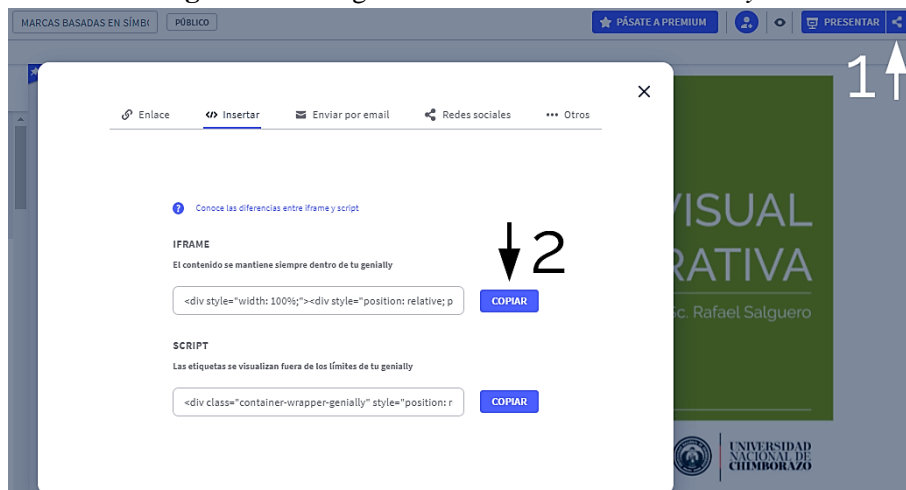 MARCAS BASADAS EN SÍMB
PÚBLICO
PÁSATE A PREMIUM
PRESENTAR
1
Enlace
</> Insertar
Enviar por email
Redes sociales
Otros
? Conoce las diferencias entre iframe y script
IFRAME
El contenido se mantiene siempre dentro de tu genially
2
<div style="width: 100%;"><div style="position: relative; p
COPIAR
SCRIPT
Las etiquetas se visualizan fuera de los límites de tu genially
<div class="container-wrapper-genially" style="position: r
COPIAR
VISUAL
RATIVA
c. Rafael Salguero
UNIVERSIDAD
NACIONAL DE
CHIMBORAZO